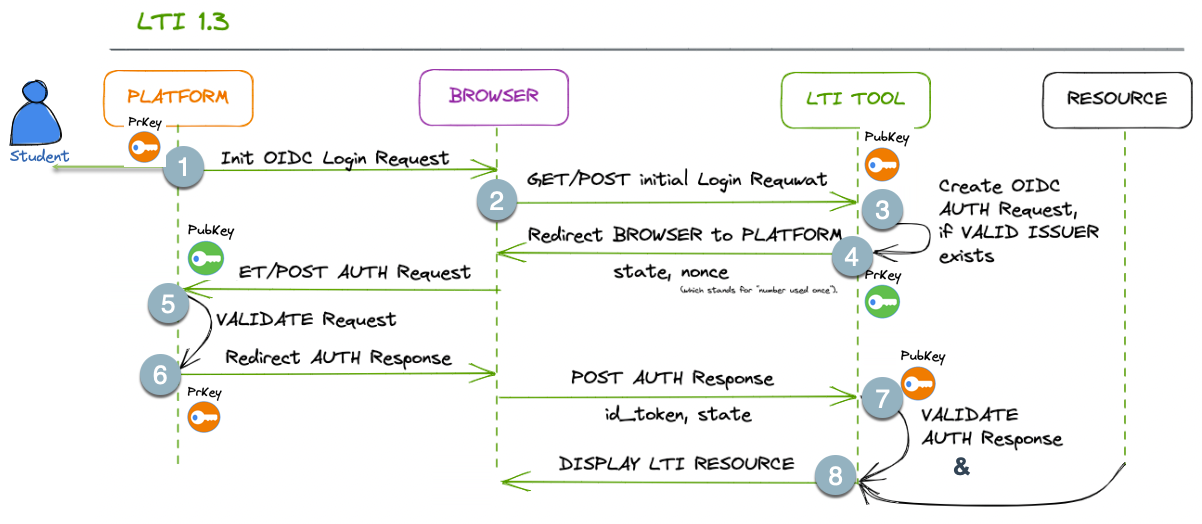 LTI 1.3
PLATFORM
BROWSER
LTI TOOL
RESOURCE
Student
PrKey
PubKey
1
Init OIDC Login Request
2
GET/POST initial Login Requwat
3
Create OIDC
AUTH Request,
if VALID ISSUER
exists
Redirect BROWSER to PLATFORM
4
state, nonce
(which stands for "number used once").
PubKey
PrKey
ET/POST AUTH Request
5
VALIDATE Request
6
Redirect AUTH Response
PrKey
POST AUTH Response
id_token, state
PubKey
7
VALIDATE
AUTH Response
&
DISPLAY LTI RESOURCE
8